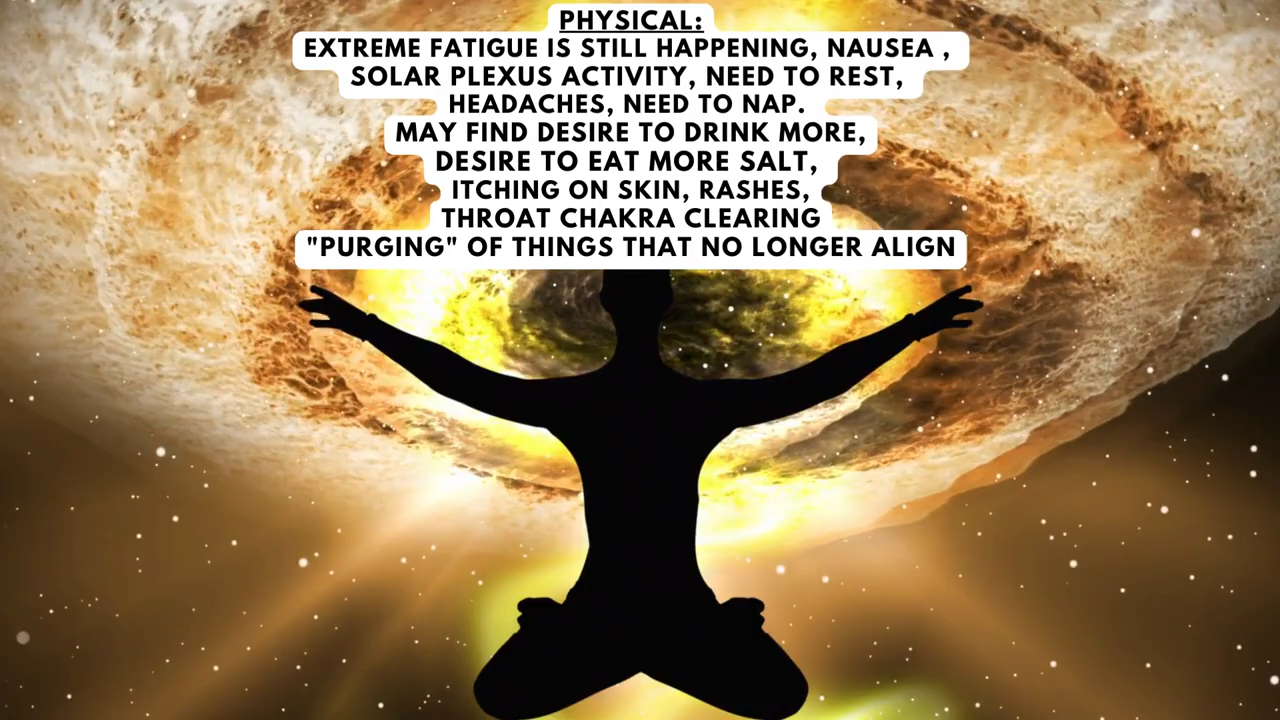 PHYSICAL:
EXTREME FATIGUE IS STILL HAPPENING, NAUSEA ,
SOLAR PLEXUS ACTIVITY, NEED TO REST,
HEADACHES, NEED TO NAP.
MAY FIND DESIRE TO DRINK MORE,
DESIRE TO EAT MORE SALT,
ITCHING ON SKIN, RASHES,
THROAT CHAKRA CLEARING
"PURGING" OF THINGS THAT NO LONGER ALIGN